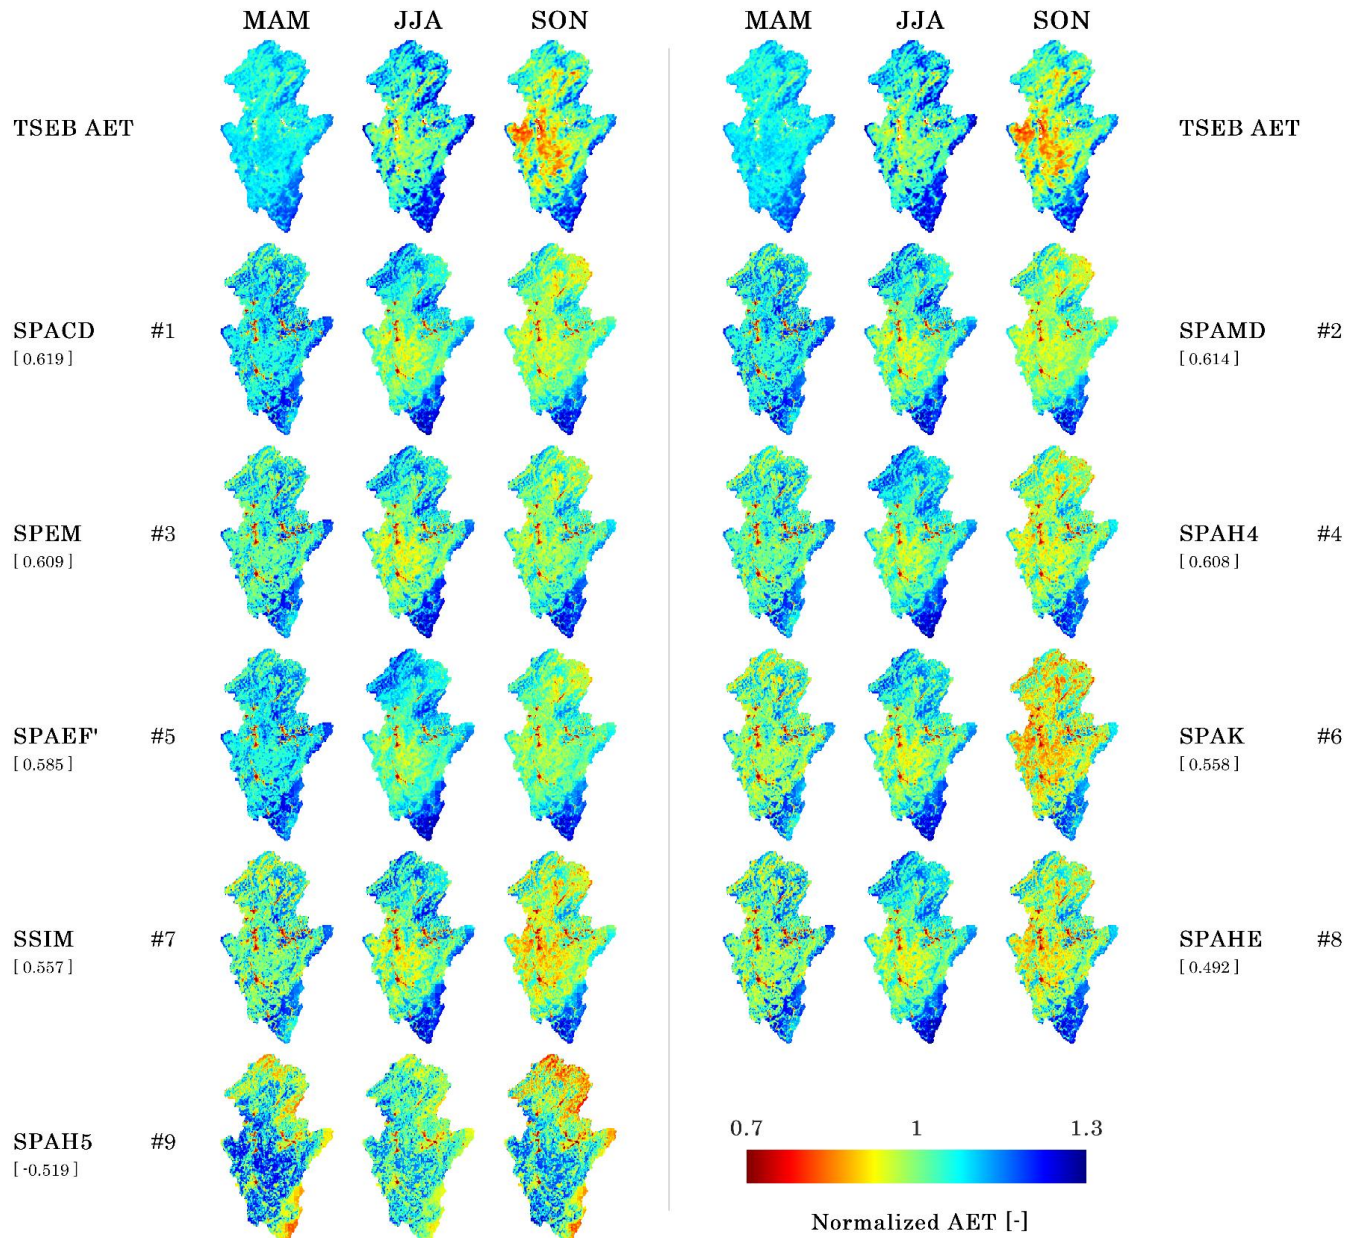 MAM JJA SON MAM JJA SON
TSEB AET TSEB AET
SPACD #1 SPAMD #2
[ 0.619 ] [ 0.614 ]
SPEM #3 SPAH4 #4
[ 0.609 ] [ 0.608 ]
SPAEF' #5 SPAK #6
[ 0.585 ] [ 0.558 ]
SSIM #7 SPAHE #8
[ 0.557 ] [ 0.492 ]
0.7 1 1.3
SPAH5 #9
[ -0.519 ]
Normalized AET [-]